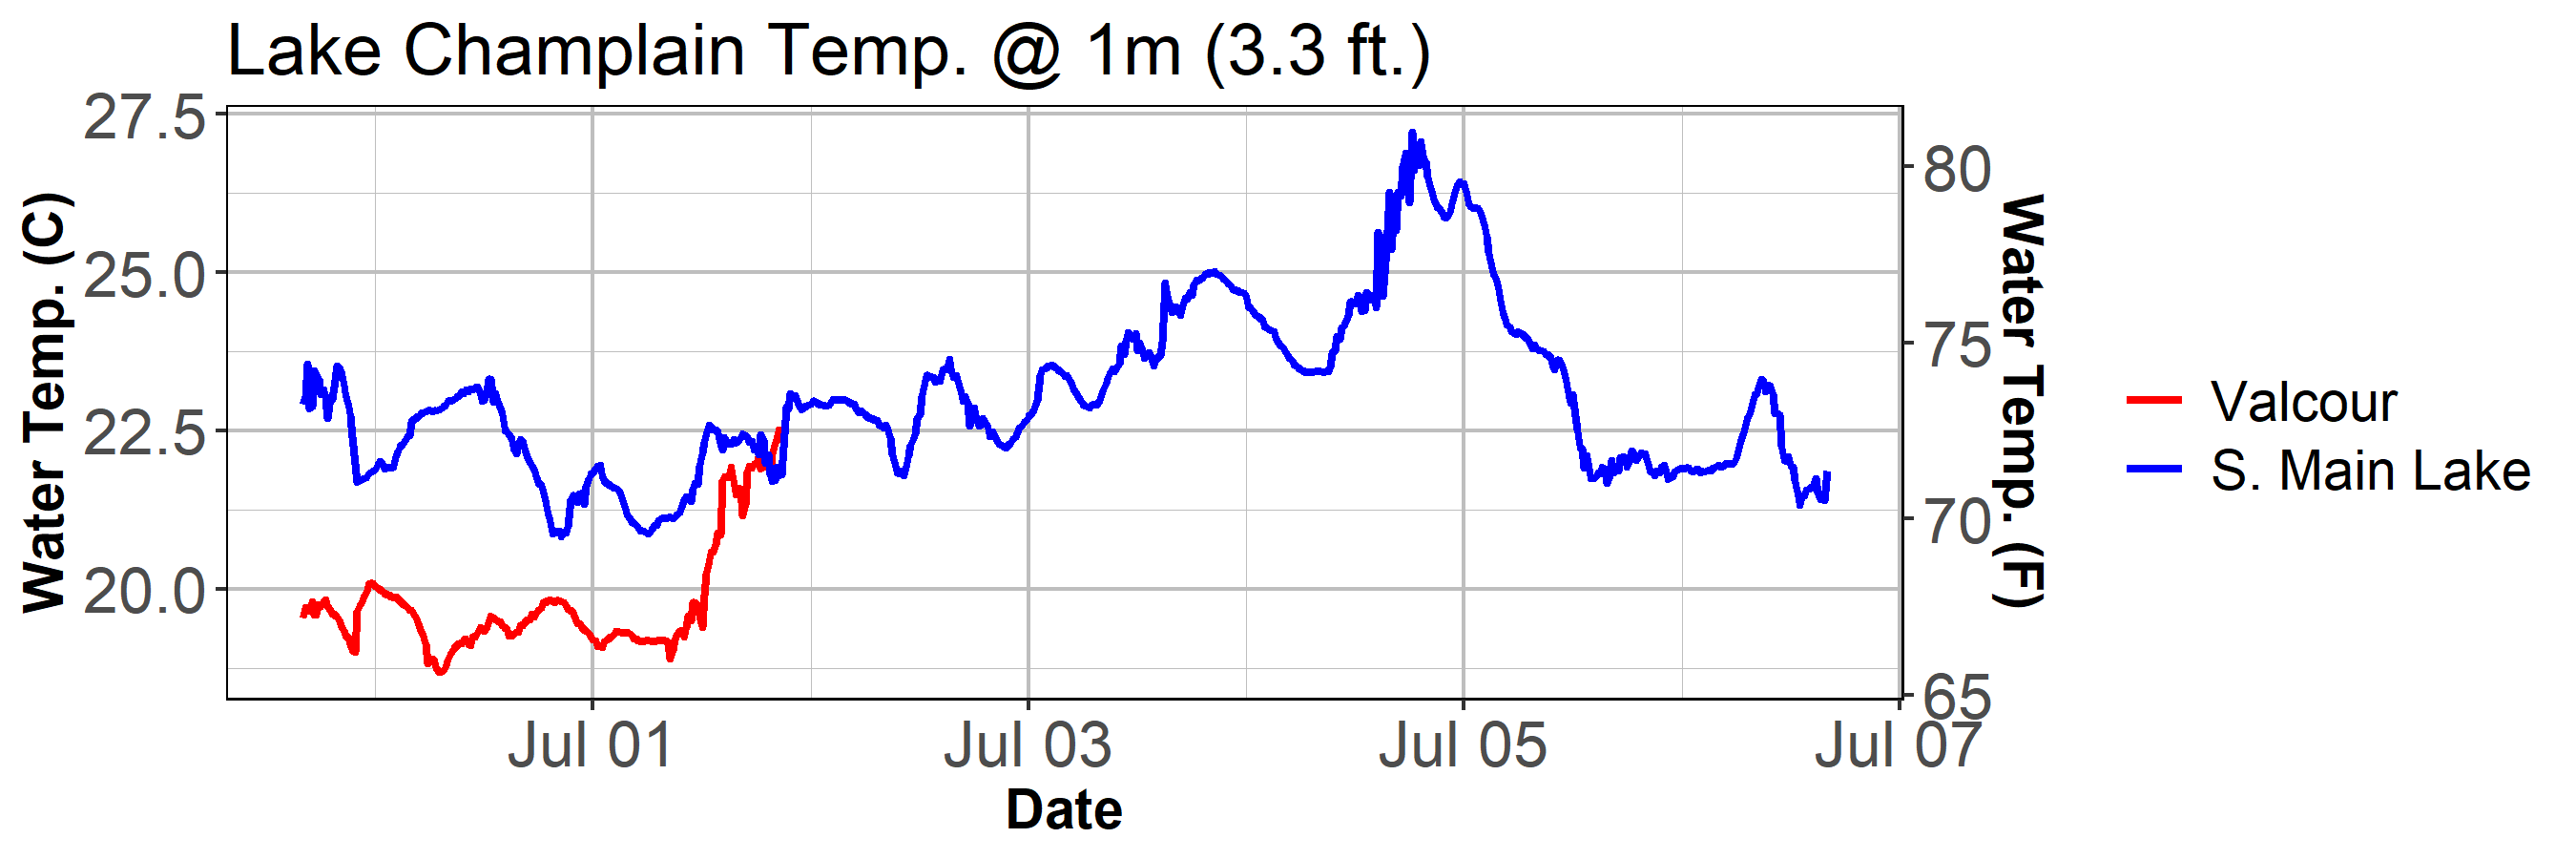 Lake Champlain Temp. @ 1m (3.3 ft.)
Water Temp. (C)
27.5
25.0
22.5
20.0
80
75
70
65
Water Temp. (F)
Jul 01
Jul 03
Jul 05
Jul 07
Date
Valcour
S. Main Lake